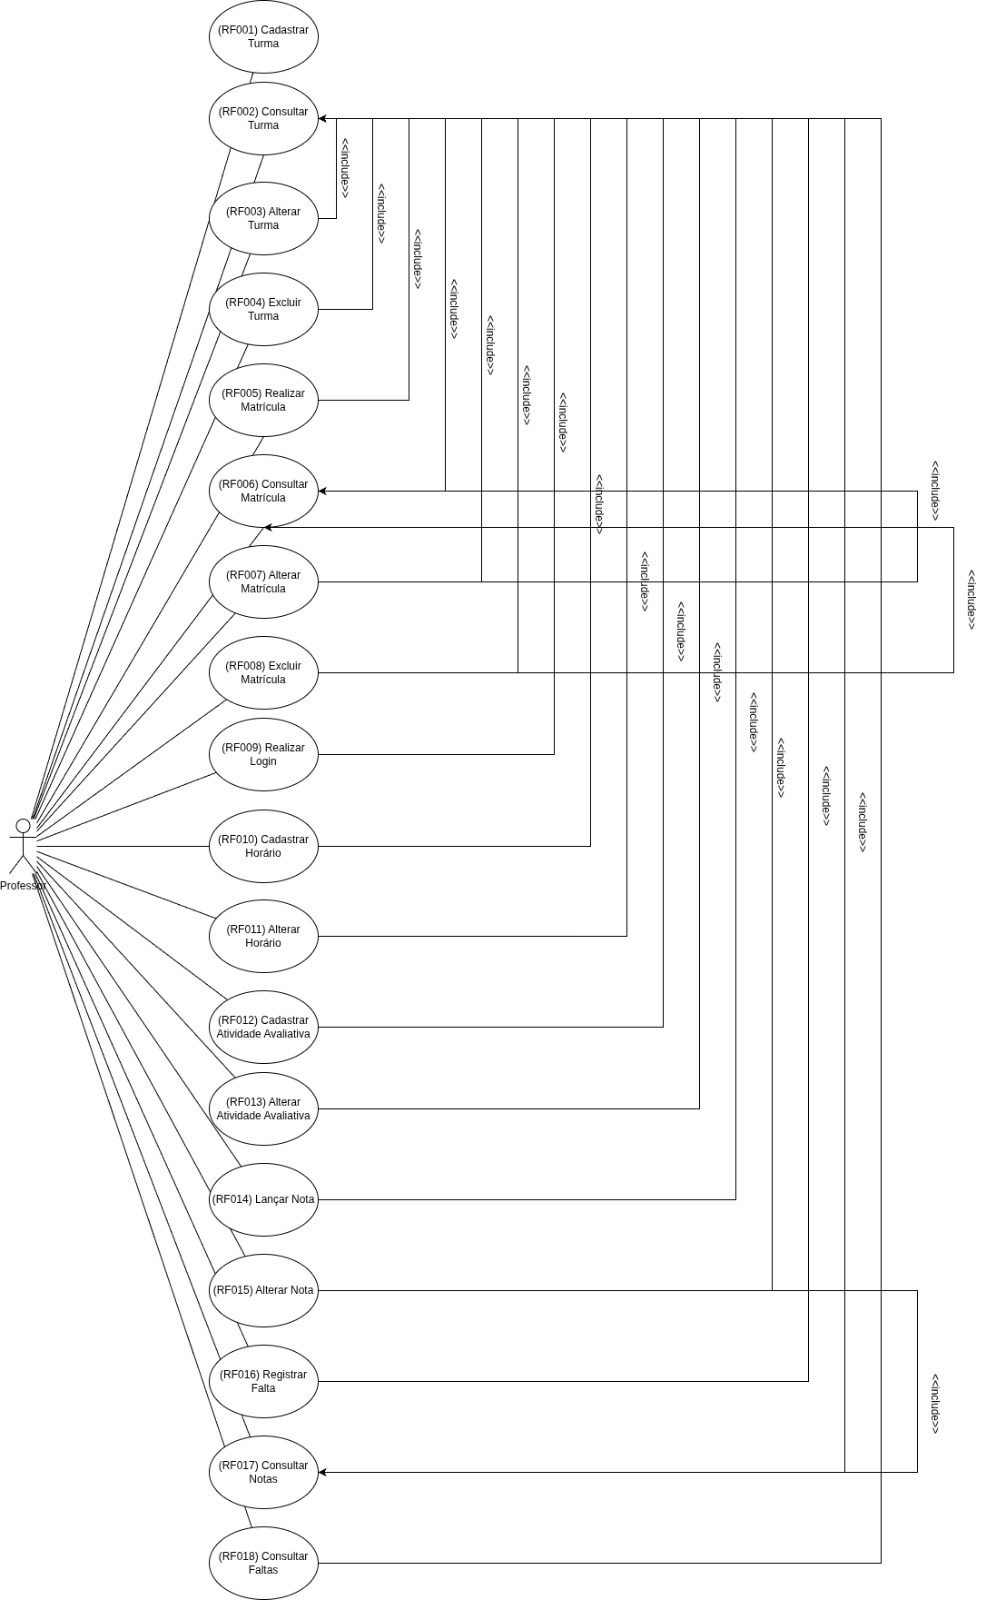 (RF001) Cadastrar
Turma
(RF002) Consultar
Turma
<<include>>
(RF003) Alterar
Turma
<<include>>
<<include>>
(RF004) Excluir
Turma
<<include>>
<<include>>
(RF005) Realizar
Matrícula
<<include>>
<<include>>
(RF006) Consultar
Matrícula
<<include>>
<<include>>
(RF007) Alterar
Matrícula
<<include>>
<<include>>
<<include>>
(RF008) Excluir
Matrícula
<<include>>
<<include>>
(RF009) Realizar
Login
<<include>>
<<include>>
<<include>>
(RF010) Cadastrar
Horário
Professor
(RF011) Alterar
Horário
(RF012) Cadastrar
Atividade Avaliativa
(RF013) Alterar
Atividade Avaliativa
(RF014) Lançar Nota
(RF015) Alterar Nota
(RF016) Registrar
Falta
<<include>>
(RF017) Consultar
Notas
(RF018) Consultar
Faltas